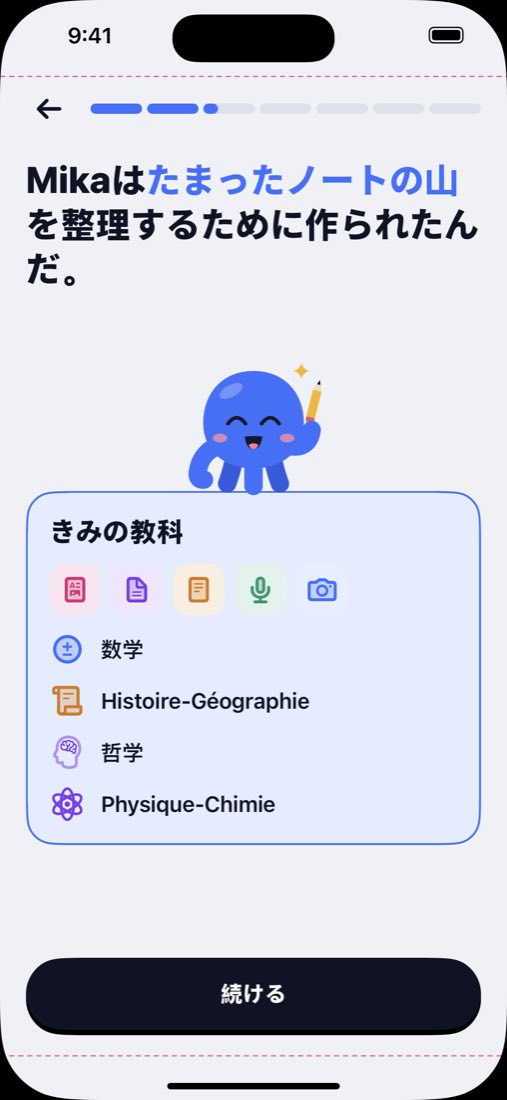 9:41
Mikaはたまったノートの山
を整理するために作られたん
だ。
きみの教科
数学
Histoire-Géographie
哲学
Physique-Chimie
続ける